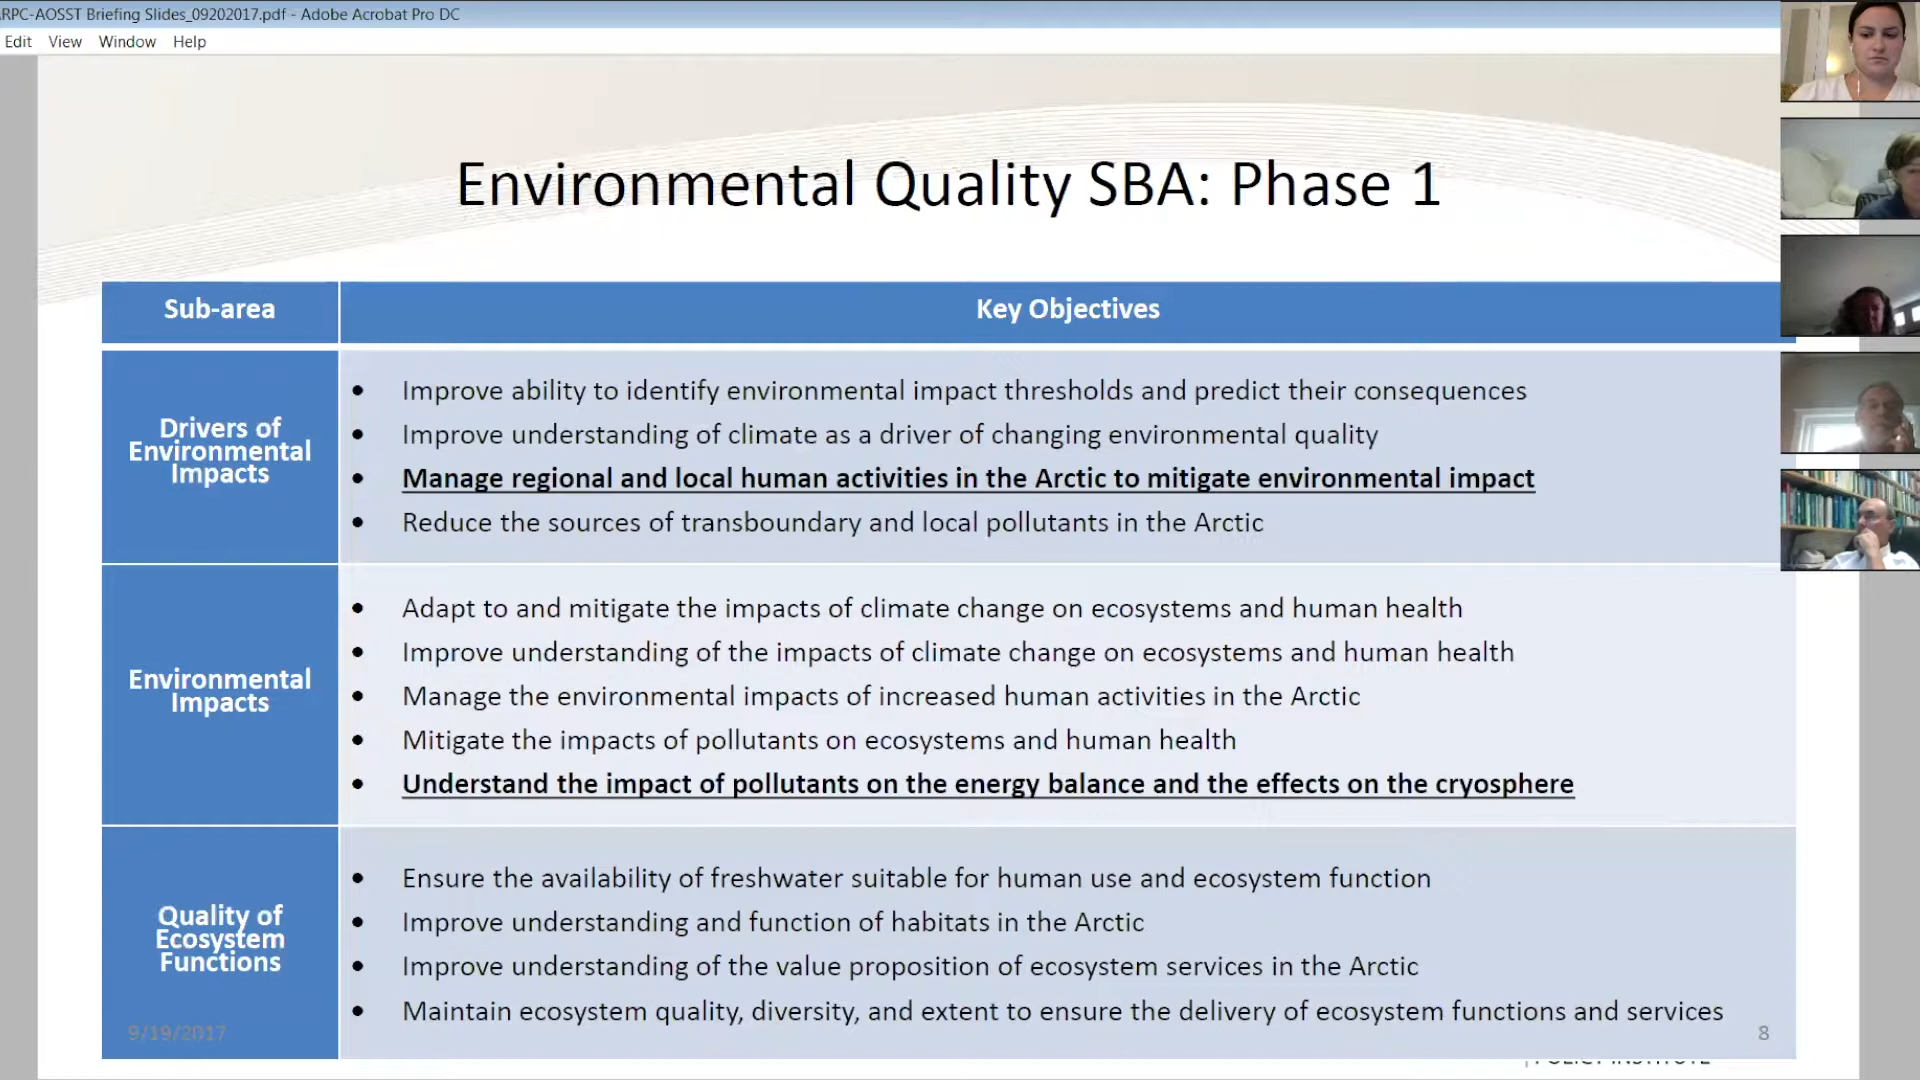 RPC-AOSST Briefing Slides_09202017.pdf - Adobe Acrobat Pro DC
Edit View Window Help
Environmental Quality SBA: Phase 1
Sub-area
Key Objectives
Drivers of
Environmental
Impacts
• Improve ability to identify environmental impact thresholds and predict their consequences
• Improve understanding of climate as a driver of changing environmental quality
• Manage regional and local human activities in the Arctic to mitigate environmental impact
• Reduce the sources of transboundary and local pollutants in the Arctic
Environmental
Impacts
• Adapt to and mitigate the impacts of climate change on ecosystems and human health
• Improve understanding of the impacts of climate change on ecosystems and human health
• Manage the environmental impacts of increased human activities in the Arctic
• Mitigate the impacts of pollutants on ecosystems and human health
• Understand the impact of pollutants on the energy balance and the effects on the cryosphere
Quality of
Ecosystem
Functions
• Ensure the availability of freshwater suitable for human use and ecosystem function
• Improve understanding and function of habitats in the Arctic
• Improve understanding of the value proposition of ecosystem services in the Arctic
• Maintain ecosystem quality, diversity, and extent to ensure the delivery of ecosystem functions and services
9/19/2017
8
POLICY INSTITUTE